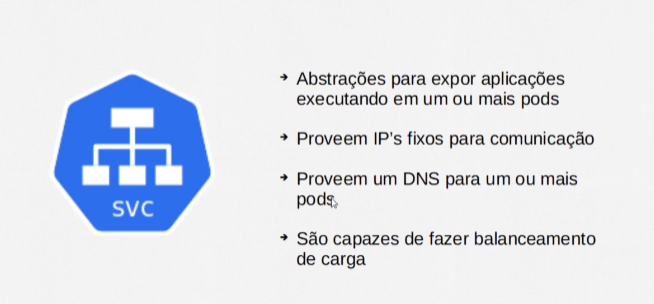 svc
➔ Abstrações para expor aplicações
executando em um ou mais pods
➔ Proveem IP's fixos para comunicação
➔ Proveem um DNS para um ou mais
pods
➔ São capazes de fazer balanceamento
de carga